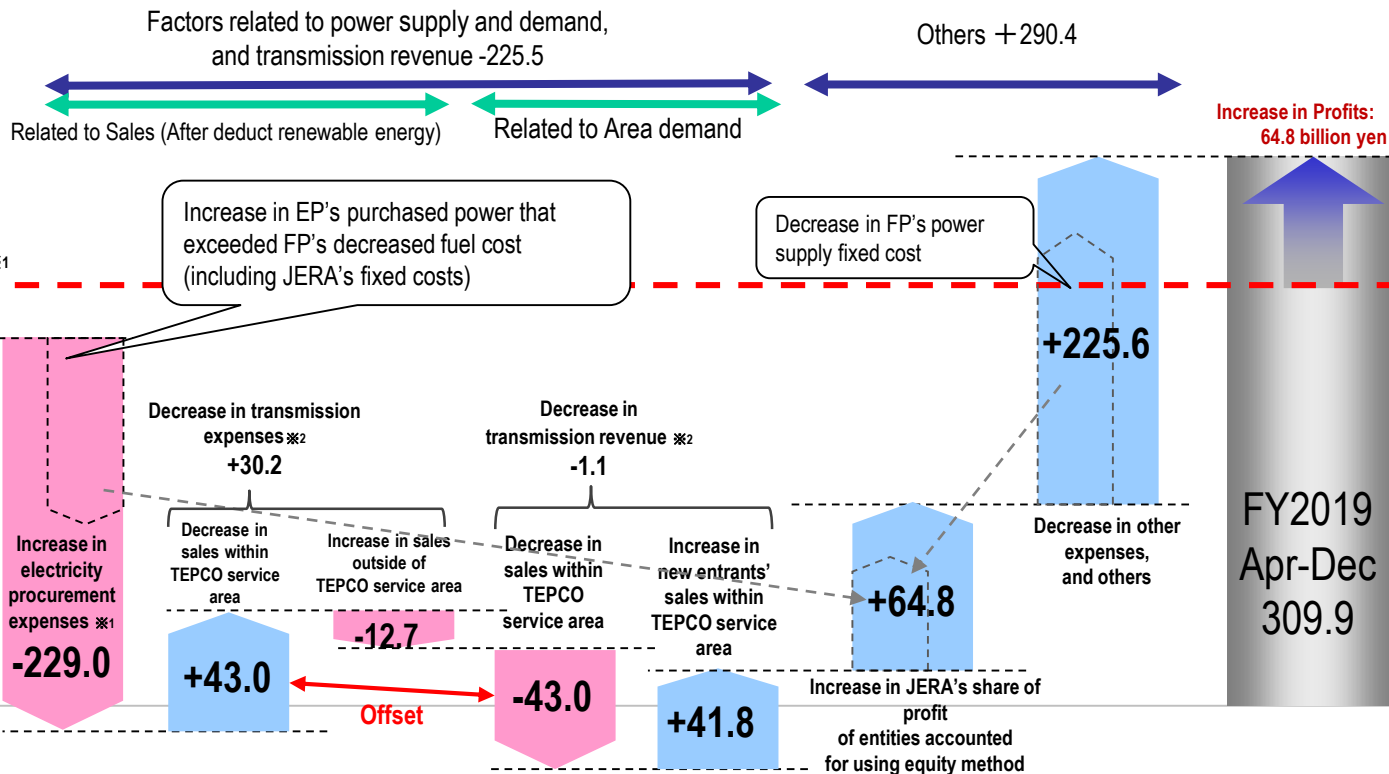 Factors related to power supply and demand,
and transmission revenue -225.5
Others +290.4
Related to Sales (After deduct renewable energy)
Related to Area demand
Increase in Profits:
64.8 billion yen
Increase in EP's purchased power that
exceeded FP's decreased fuel cost
(including JERA's fixed costs)
Decrease in FP's power
supply fixed cost
※1
+225.6
Decrease in transmission
expenses ※2
+30.2
Decrease in
transmission revenue ※2
-1.1
Increase in
electricity
procurement
expenses ※1
-229.0
Decrease in
sales within
TEPCO service
area
+43.0
Increase in sales
outside of
TEPCO service area
-12.7
Offset
Decrease in
sales within
TEPCO
service area
-43.0
Increase in
new entrants'
sales within
TEPCO service
area
+41.8
+64.8
Increase in JERA's share of
profit
of entities accounted
for using equity method
Decrease in other
expenses,
and others
FY2019
Apr-Dec
309.9